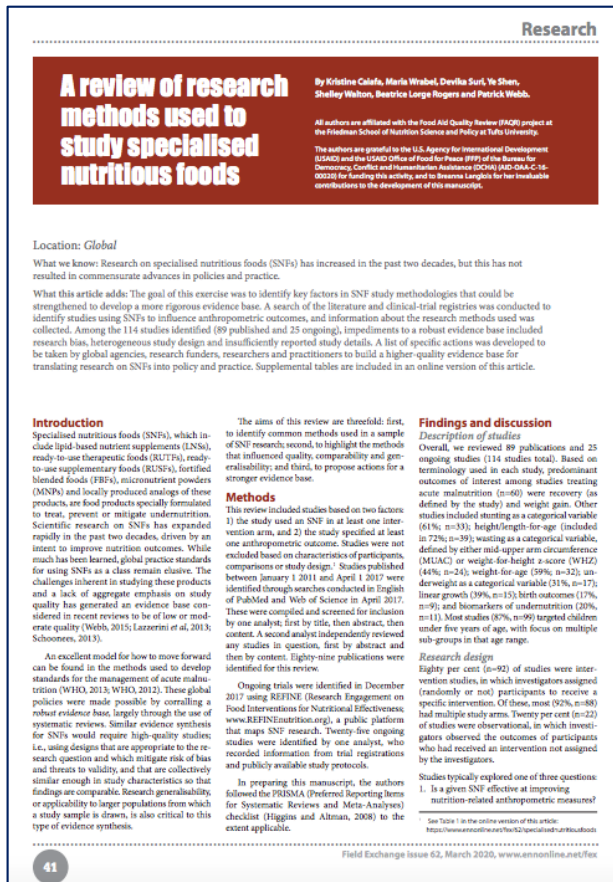 Research
A review of research
methods used to
study specialised
nutritious foods
By Kristine Caiafa, Maria Wrabel, Devika Suri, Ye Shen,
Shelley Walton, Beatrice Lorge Rogers and Patrick Webb.
All authors are affiliated with the Food Aid Quality Review (FAQR) project at
the Friedman School of Nutrition Science and Policy at Tufts University.
The authors are grateful to the U.S. Agency for International Development
(USAID) and the USAID Office of Food for Peace (FFP) of the Bureau for
Democracy, Conflict and Humanitarian Assistance (DCHA) (AID-OAA-C-16-
00020) for funding this activity, and to Breanna Langlois for her invaluable
contributions to the development of this manuscript.
Location: Global
What we know: Research on specialised nutritious foods (SNFs) has increased in the past two decades, but this has not
resulted in commensurate advances in policies and practice.
What this article adds: The goal of this exercise was to identify key factors in SNF study methodologies that could be
strengthened to develop a more rigorous evidence base. A search of the literature and clinical-trial registries was conducted to
identify studies using SNFs to influence anthropometric outcomes, and information about the research methods used was
collected. Among the 114 studies identified (89 published and 25 ongoing), impediments to a robust evidence base included
research bias, heterogeneous study design and insufficiently reported study details. A list of specific actions was developed to
be taken by global agencies, research funders, researchers and practitioners to build a higher-quality evidence base for
translating research on SNFs into policy and practice. Supplemental tables are included in an online version of this article.
Introduction
Specialised nutritious foods (SNFs), which in-
clude lipid-based nutrient supplements (LNSs),
ready-to-use therapeutic foods (RUTFs), ready-
to-use supplementary foods (RUSFs), fortified
blended foods (FBFs), micronutrient powders
(MNPs) and locally produced analogs of these
products, are food products specially formulated
to treat, prevent or mitigate undernutrition.
Scientific research on SNFs has expanded
rapidly in the past two decades, driven by an
intent to improve nutrition outcomes. While
much has been learned, global practice standards
for using SNFs as a class remain elusive. The
challenges inherent in studying these products
and a lack of aggregate emphasis on study
quality has generated an evidence base consid-
ered in recent reviews to be of low or moder-
ate quality (Webb, 2015; Lazzerini et al, 2013;
Schoonees, 2013).
An excellent model for how to move forward
can be found in the methods used to develop
standards for the management of acute malnu-
trition (WHO, 2013; WHO, 2012). These global
policies were made possible by corralling a
robust evidence base, largely through the use of
systematic reviews. Similar evidence synthesis
for SNFs would require high-quality studies;
i.e., using designs that are appropriate to the re-
search question and which mitigate risk of bias
and threats to validity, and that are collectively
similar enough in study characteristics so that
findings are comparable. Research generalisability,
or applicability to larger populations from which
a study sample is drawn, is also critical to this
type of evidence synthesis.
The aims of this review are threefold: first,
to identify common methods used in a sample
of SNF research; second, to highlight the methods
that influenced quality, comparability and gen-
eralisability; and third, to propose actions for a
stronger evidence base.
Methods
This review included studies based on two factors:
1) the study used an SNF in at least one inter-
vention arm, and 2) the study specified at least
one anthropometric outcome. Studies were not
excluded based on characteristics of participants,
comparisons or study design.¹ Studies published
between January 1 2011 and April 1 2017 were
identified through searches conducted in English
of PubMed and Web of Science in April 2017.
These were compiled and screened for inclusion
by one analyst; first by title, then abstract, then
content. A second analyst independently reviewed
any studies in question, first by abstract and
then by content. Eighty-nine publications were
identified for this review.
Ongoing trials were identified in December
2017 using REFINE (Research Engagement on
Food Interventions for Nutritional Effectiveness;
www.REFINEnutrition.org), a public platform
that maps SNF research. Twenty-five ongoing
studies were identified by one analyst, who
recorded information from trial registrations
and publicly available study protocols.
In preparing this manuscript, the authors
followed the PRISMA (Preferred Reporting Items
for Systematic Reviews and Meta-Analyses)
checklist (Higgins and Altman, 2008) to the
extent applicable.
Findings and discussion
Description of studies
Overall, we reviewed 89 publications and 25
ongoing studies (114 studies total). Based on
terminology used in each study, predominant
outcomes of interest among studies treating
acute malnutrition (n=60) were recovery (as
defined by the study) and weight gain. Other
studies included stunting as a categorical variable
(61%; n=33); height/length-for-age (included
in 72%; n=39); wasting as a categorical variable,
defined by either mid-upper arm circumference
(MUAC) or weight-for-height z-score (WHZ)
(44%; n=24); weight-for-age (59%; n=32); un-
derweight as a categorical variable (31%, n=17);
linear growth (39%, n=15); birth outcomes (17%,
n=9); and biomarkers of undernutrition (20%,
n=11). Most studies (87%, n=99) targeted children
under five years of age, with focus on multiple
sub-groups in that age range.
Research design
Eighty per cent (n=92) of studies were inter-
vention studies, in which investigators assigned
(randomly or not) participants to receive a
specific intervention. Of these, most (92%, n=88)
had multiple study arms. Twenty per cent (n=22)
of studies were observational, in which investi-
gators observed the outcomes of participants
who had received an intervention not assigned
by the investigators.
Studies typically explored one of three questions:
1. Is a given SNF effective at improving
nutrition-related anthropometric measures?
¹ See Table 1 in the online version of this article:
https://www.ennonline.net/fex/62/specialisednutritiousfoods
41
Field Exchange issue 62, March 2020, www.ennonline.net/fex